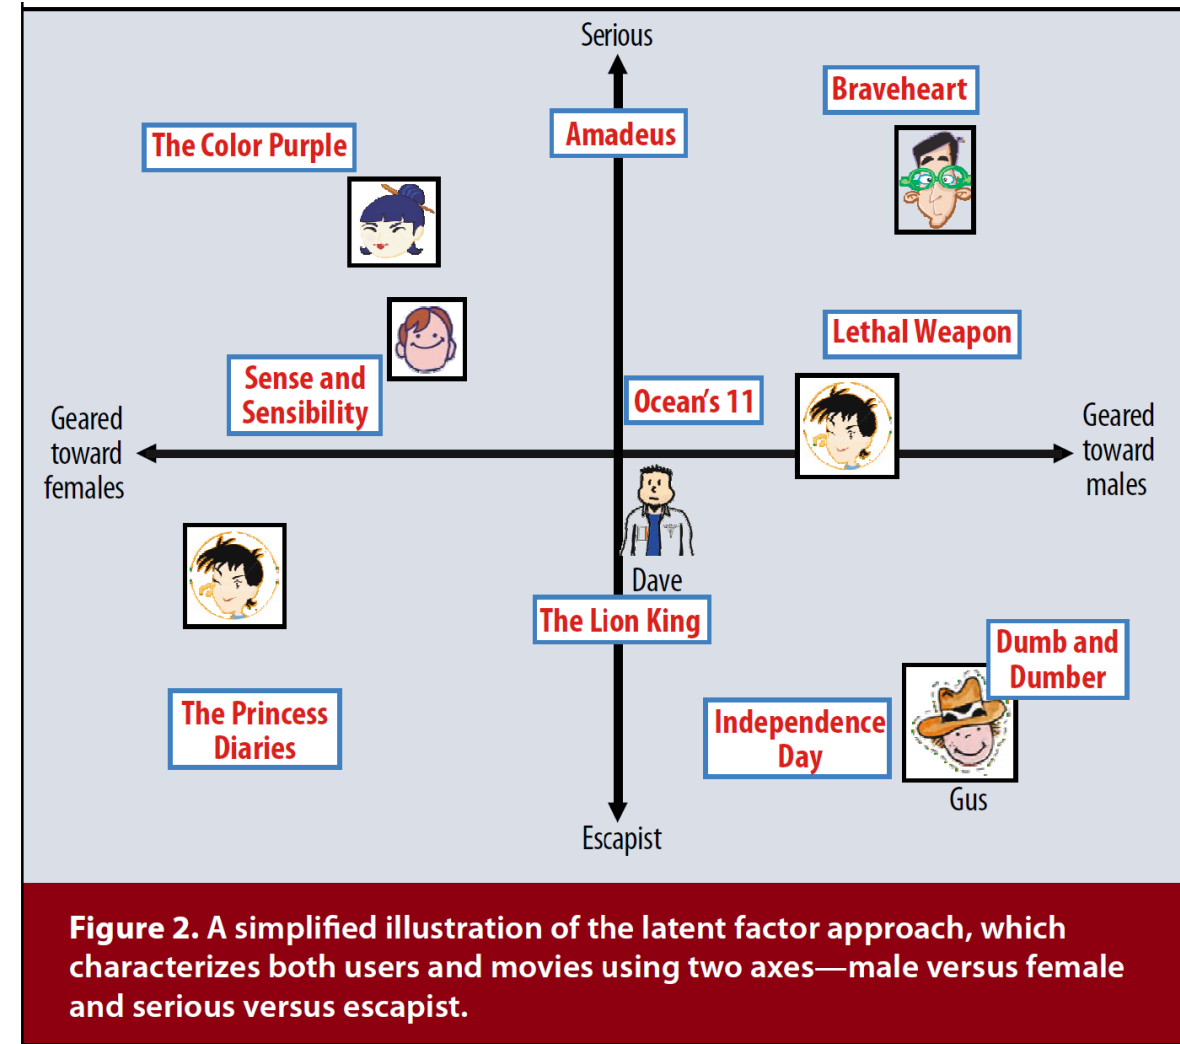 Serious
Braveheart
Amadeus
The Color Purple
Lethal Weapon
Sense and
Sensibility
Ocean's 11
Geared
toward
females
Geared
toward
males
Dave
The Lion King
Dumb and
Dumber
The Princess
Diaries
Independence
Day
Gus
Escapist
Figure 2. A simplified illustration of the latent factor approach, which
characterizes both users and movies using two axes—male versus female
and serious versus escapist.